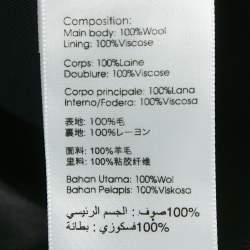 Composition:
Main body: 100%Wool
Lining: 100%Viscose
Corps: 100%Laine
Doublure: 100%Viscose
Corpo principale: 100%Lana
Interno/Fodera: 100%Viscosa
表地: 100%毛
裏地: 100%レーヨン
面料: 100%羊毛
里料: 100%粘胶纤维
Bahan Utama: 100%Wol
Bahan Pelapis: 100%Viskosa
100%صوف : الجسم الرئيسي
100%فسكوزي : بطانة